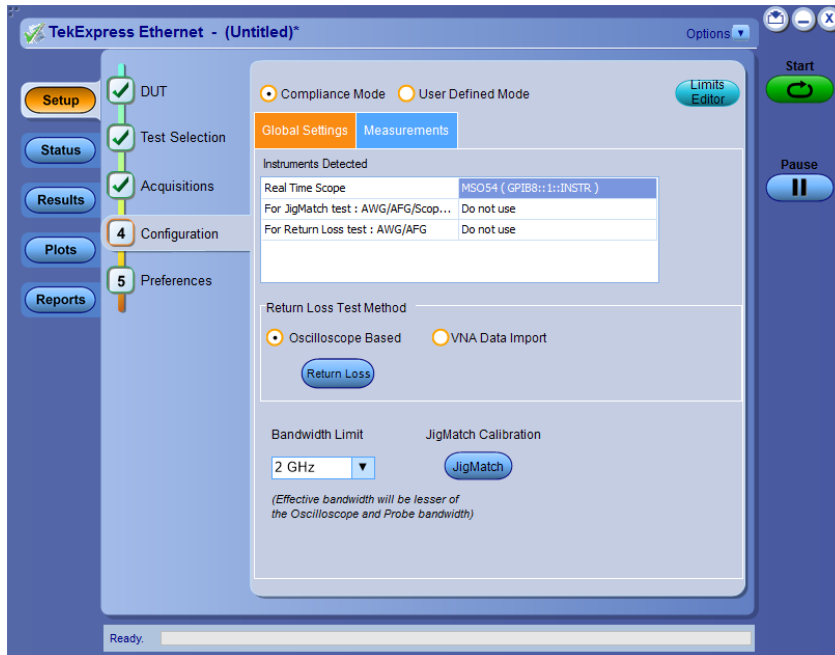 TekExpress Ethernet - (Untitled)*
Options
Start
Pause
Setup
Status
Results
Plots
Reports
DUT
Test Selection
Acquisitions
4 Configuration
5 Preferences
Compliance Mode User Defined Mode
Limits
Editor
Global Settings Measurements
Instruments Detected
Real Time Scope MSO54 ( GPIB8::1::INSTR )
For JigMatch test : AWG/AFG/Scop... Do not use
For Return Loss test : AWG/AFG Do not use
Return Loss Test Method
Oscilloscope Based VNA Data Import
Return Loss
Bandwidth Limit JigMatch Calibration
2 GHz JigMatch
(Effective bandwidth will be lesser of
the Oscilloscope and Probe bandwidth)
Ready.